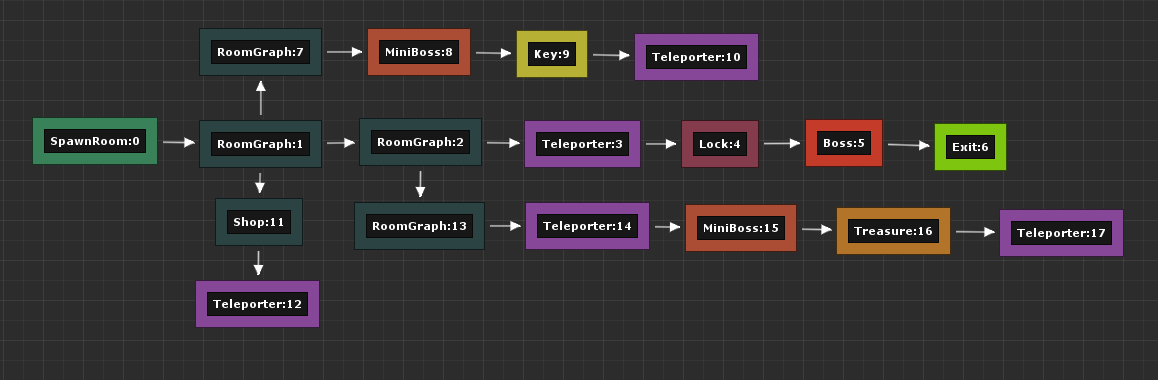 RoomGraph:7
MiniBoss:8
Key:9
Teleporter:10
SpawnRoom:0
RoomGraph:1
RoomGraph:2
Teleporter:3
Lock:4
Boss:5
Exit:6
Shop:11
RoomGraph:13
Teleporter:14
MiniBoss:15
Treasure:16
Teleporter:17
Teleporter:12